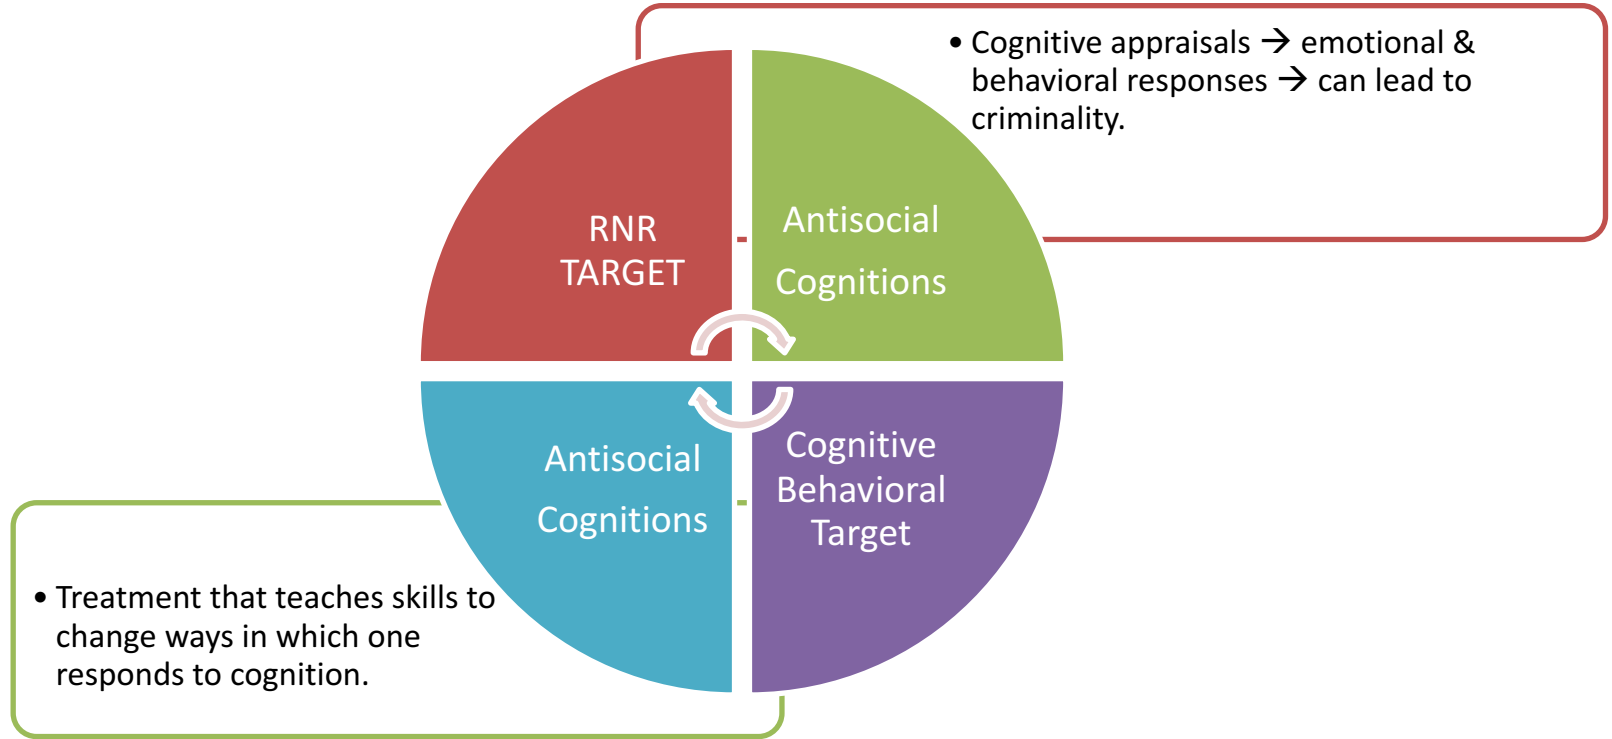 • Cognitive appraisals → emotional &
behavioral responses → can lead to
criminality.
RNR
TARGET
Antisocial
Cognitions
Antisocial
Cognitions
Cognitive
Behavioral
Target
• Treatment that teaches skills to
change ways in which one
responds to cognition.